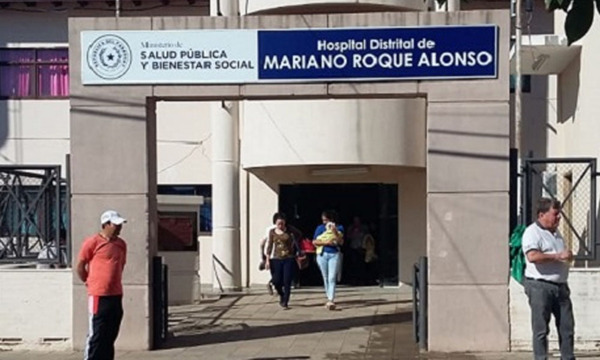 Ministerio de
SALUD PÚBLICA
Y BIENESTAR SOCIAL
Hospital Distrital de
MARIANO ROQUE ALONSO